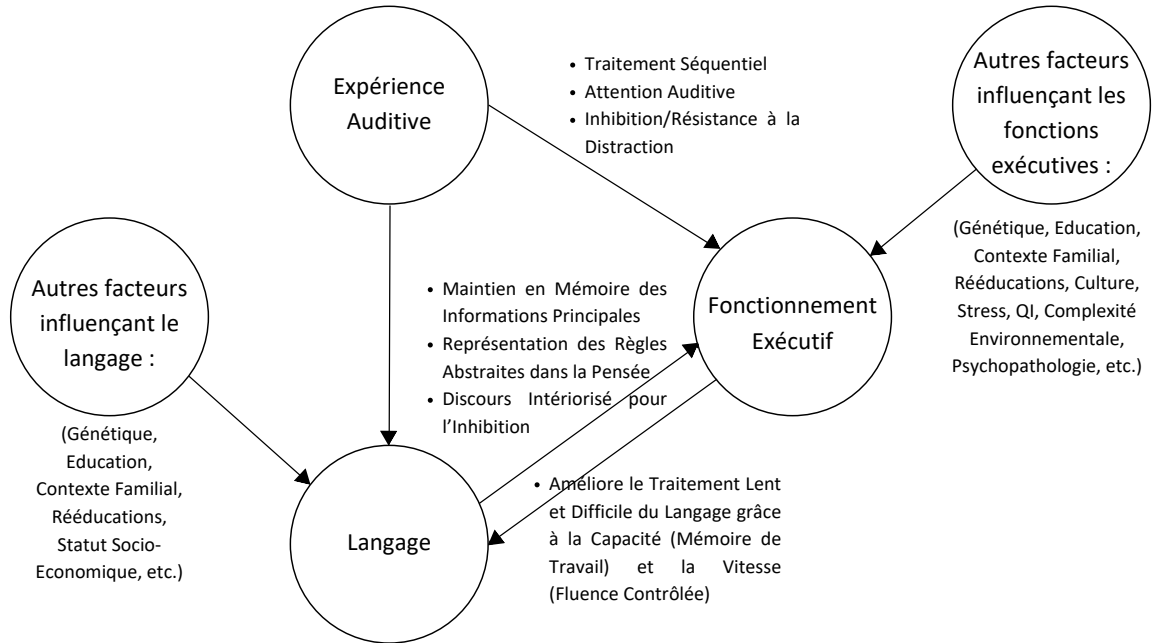 Expérience
Auditive
• Traitement Séquentiel
• Attention Auditive
• Inhibition/Résistance à la
Distraction
Autres facteurs
influençant les
fonctions
exécutives :
(Génétique, Education,
Contexte Familial,
Rééducations, Culture,
Stress, QI, Complexité
Environnementale,
Psychopathologie, etc.)
Autres facteurs
influençant le
langage :
(Génétique,
Education,
Contexte Familial,
Rééducations,
Statut Socio-
Economique, etc.)
• Maintien en Mémoire des
Informations Principales
• Représentation des Règles
Abstraites dans la Pensée
• Discours Intériorisé pour
l’Inhibition
Fonctionnement
Exécutif
Langage
• Améliore le Traitement Lent
et Difficile du Langage grâce
à la Capacité (Mémoire de
Travail) et la Vitesse
(Fluence Contrôlée)